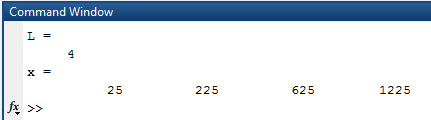 Command Window
L =
4
x =
25 225 625 1225
fx >>